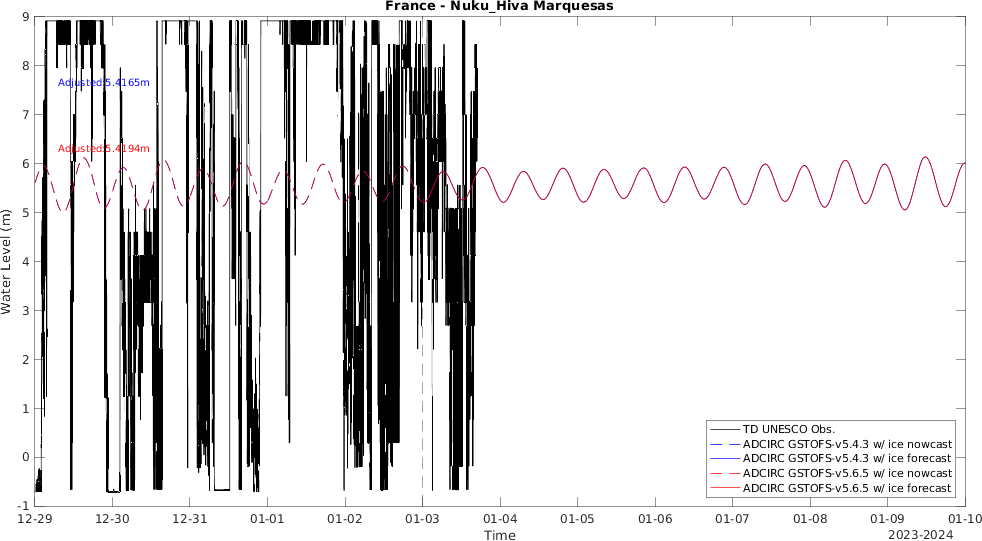 France - Nuku_Hiva Marquesas
9
8
7
6
5
4
3
2
1
0
-1
Water Level (m)
Adjusted:5.4165m
Adjusted:5.4194m
TD UNESCO Obs.
ADCIRC GSTOFS-v5.4.3 w/ ice nowcast
ADCIRC GSTOFS-v5.4.3 w/ ice forecast
ADCIRC GSTOFS-v5.6.5 w/ ice nowcast
ADCIRC GSTOFS-v5.6.5 w/ ice forecast
12-29 12-30 12-31 01-01 01-02 01-03 01-04 01-05 01-06 01-07 01-08 01-09 01-10
Time
2023-2024